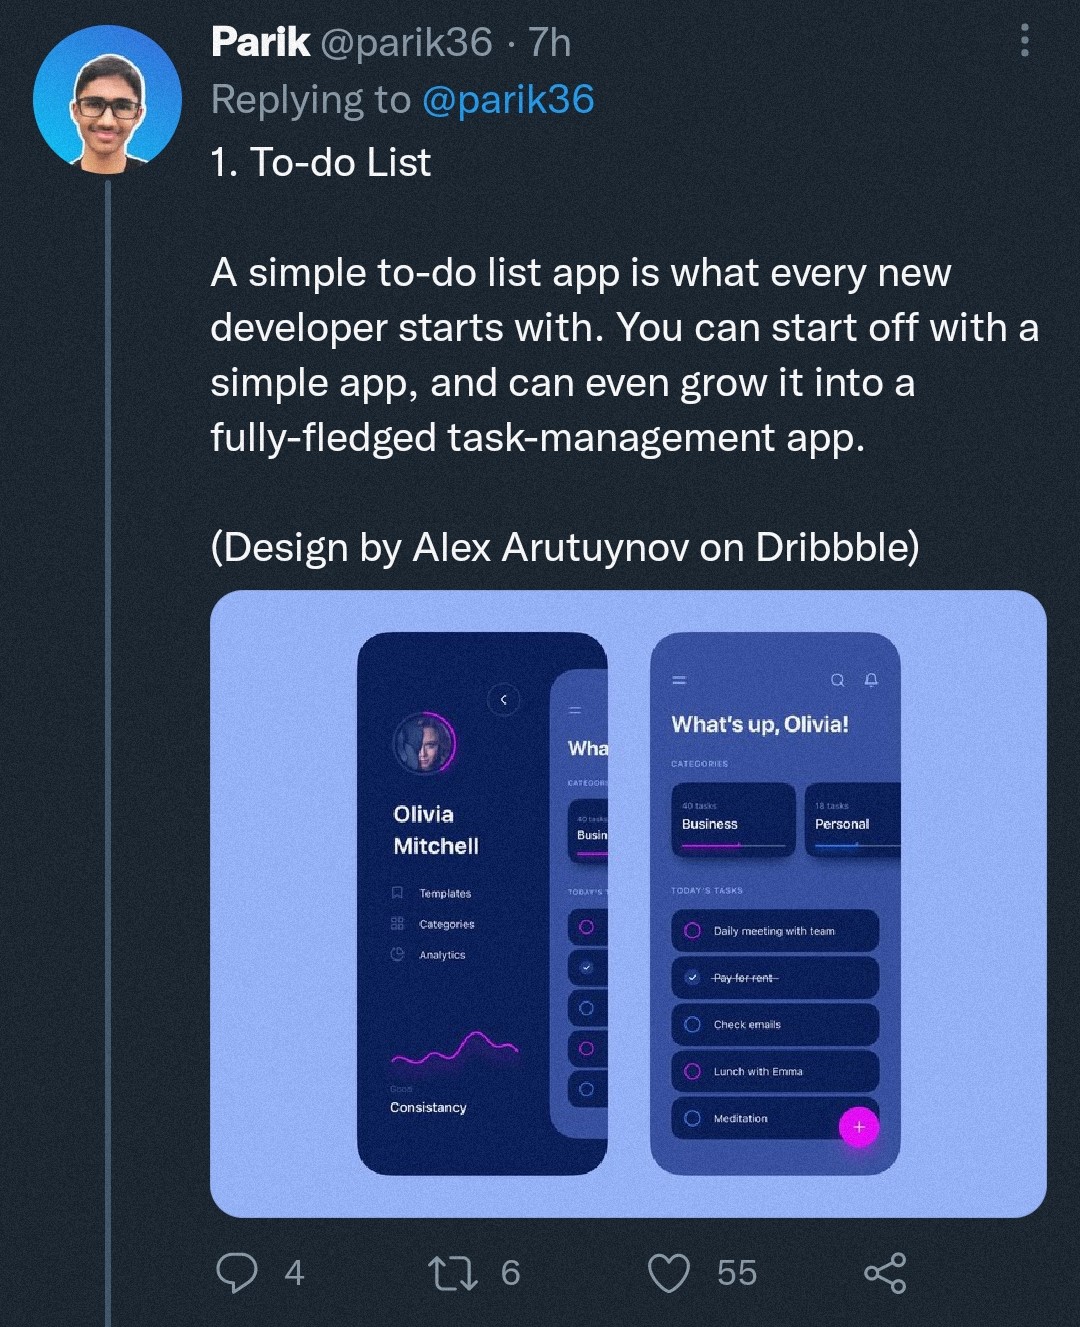 Parik @parik36 · 7h
Replying to @parik36
1. To-do List
A simple to-do list app is what every new
developer starts with. You can start off with a
simple app, and can even grow it into a
fully-fledged task-management app.
(Design by Alex Arutuynov on Dribbble)
Olivia
Mitchell
Templates
Categories
Analytics
Good
Consistancy
Wha
CATEGORI
40 tasks
Busin
TODAY'S T
What's up, Olivia!
CATEGORIES
40 tasks
Business
18 tasks
Personal
TODAY'S TASKS
Daily meeting with team
Pay for rent
Check emails
Lunch with Emma
Meditation
+
4
6
55